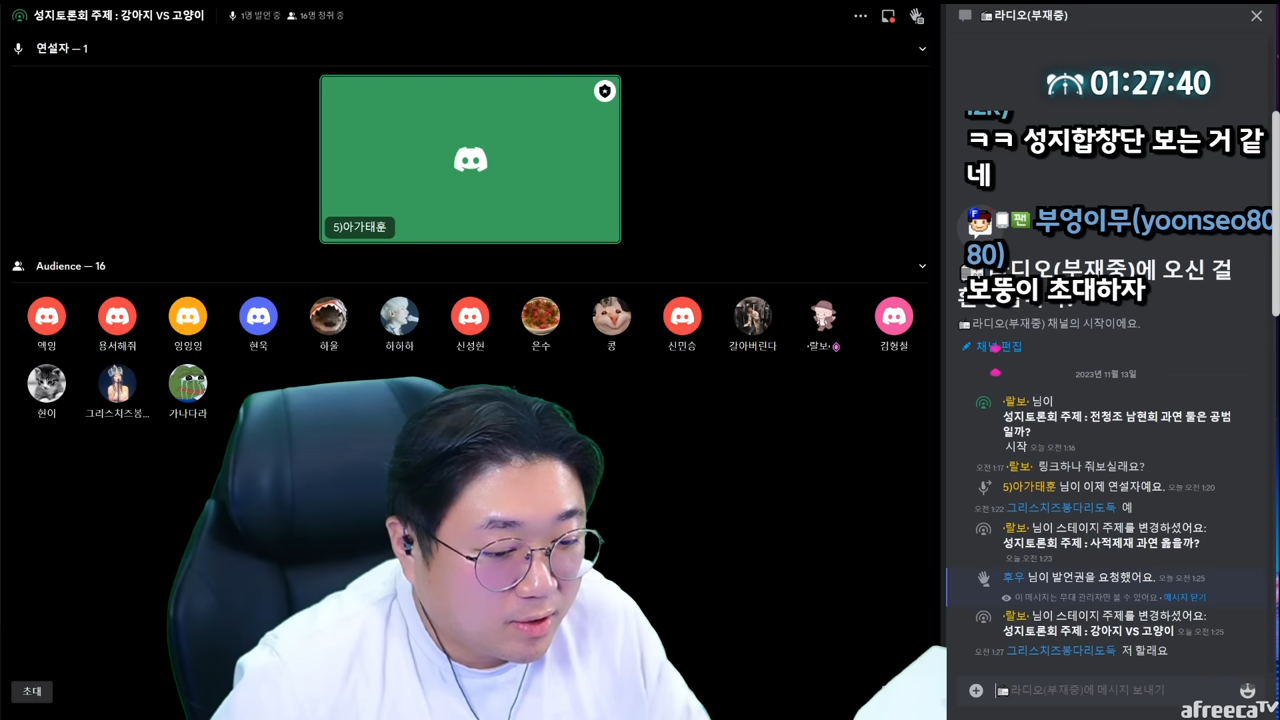 성지토론회 주제 : 강아지 VS 고양이
1명 발언 중
16명 청취 중
연설자 — 1
5)아가태훈
Audience — 16
액잉
용서해줘
잉잉잉
현욱
하울
하하하
신성현
은수
콩
신민승
갈아버린다
·랄보·
김형설
현이
그리스치즈봉...
가나다라
초대
라디오(부재중)
01:27:40
ㅋㅋ 성지합창단 보는 거 같
네
F
팬
부엉이무(yoonseo80
80)
라디오(부재중)에 오신 걸
보뚱이 초대하자
라디오(부재중) 채널의 시작이에요.
채널 편집
2023년 11월 13일
·랄보· 님이
성지토론회 주제 : 전청조 남현희 과연 둘은 공범
일까?
시작 오늘 오전 1:16
오전 1:17 ·랄보· 링크하나 줘보실래요?
5)아가태훈 님이 이제 연설자예요. 오늘 오전 1:20
오전 1:22 그리스치즈봉다리도둑 예
·랄보· 님이 스테이지 주제를 변경하셨어요:
성지토론회 주제 : 사적제재 과연 옳을까?
오늘 오전 1:23
후우 님이 발언권을 요청했어요. 오늘 오전 1:25
이 메시지는 무대 관리자만 볼 수 있어요. • 메시지 닫기
·랄보· 님이 스테이지 주제를 변경하셨어요:
성지토론회 주제 : 강아지 VS 고양이 오늘 오전 1:25
오전 1:27 그리스치즈봉다리도둑 저 할래요
라디오(부재중)에 메시지 보내기
afreecaTV